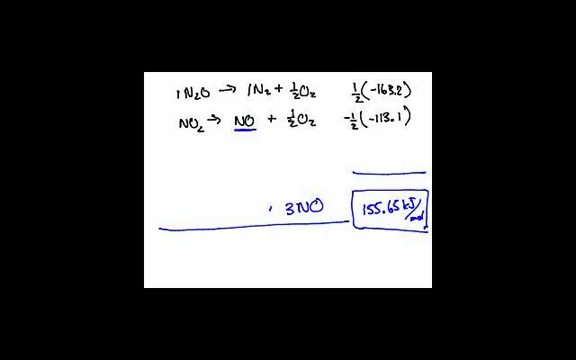 1N₂O → 1N₂ + ½O₂ ½(-163.2)
NO₂ → NO + ½O₂ -½(-113.1)
3NO 155.65 kJ/mol